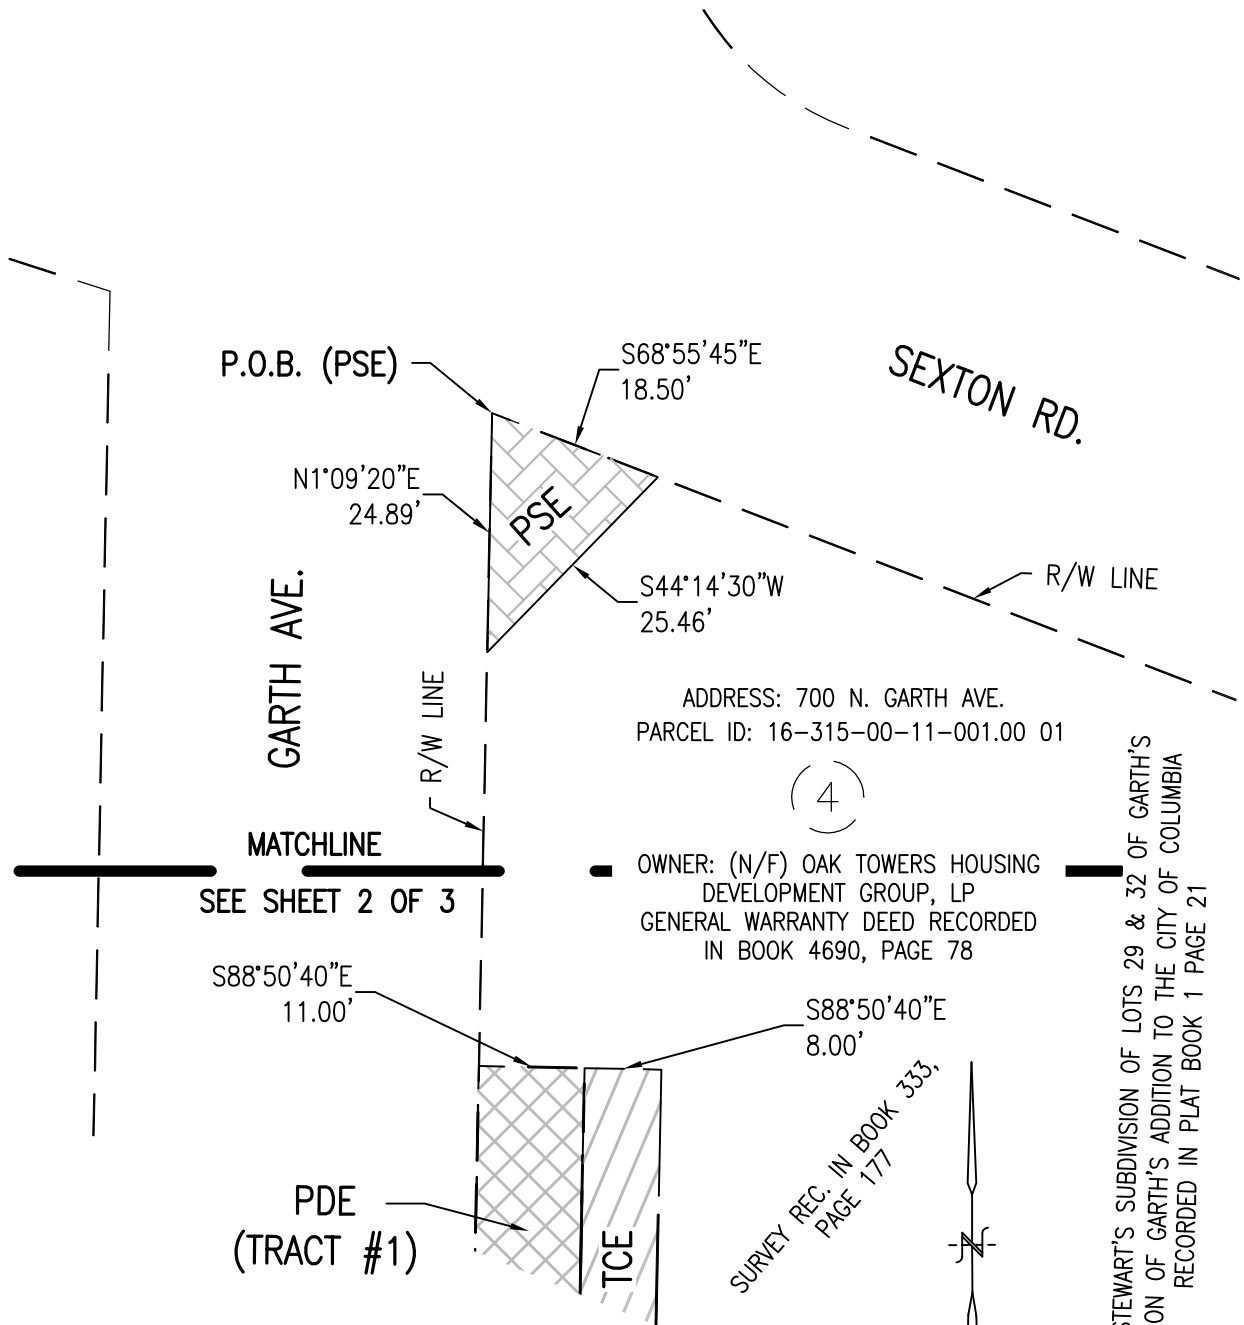 P.O.B. (PSE)
S68°55'45"E
18.50'
SEXTON RD.
N1°09'20"E
24.89'
PSE
S44°14'30"W
25.46'
R/W LINE
GARTH AVE.
R/W LINE
ADDRESS: 700 N. GARTH AVE.
PARCEL ID: 16-315-00-11-001.00 01
4
MATCHLINE
SEE SHEET 2 OF 3
OWNER: (N/F) OAK TOWERS HOUSING
DEVELOPMENT GROUP, LP
GENERAL WARRANTY DEED RECORDED
IN BOOK 4690, PAGE 78
S88°50'40"E
11.00'
S88°50'40"E
8.00'
PDE
(TRACT #1)
TCE
SURVEY REC. IN BOOK 333,
PAGE 177
N
STEWART'S SUBDIVISION OF LOTS 29 & 32 OF GARTH'S
ON OF GARTH'S ADDITION TO THE CITY OF COLUMBIA
RECORDED IN PLAT BOOK 1 PAGE 21